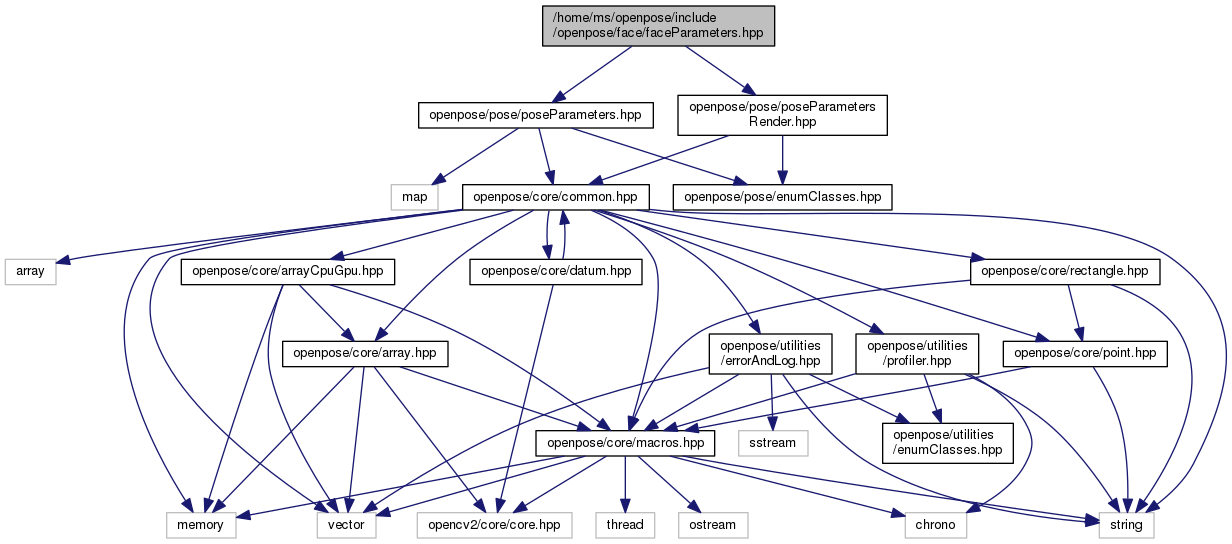 /home/ms/openpose/include
/openpose/face/faceParameters.hpp
openpose/pose/poseParameters.hpp
openpose/pose/poseParameters
Render.hpp
map
openpose/core/common.hpp
openpose/pose/enumClasses.hpp
array
openpose/core/arrayCpuGpu.hpp
openpose/core/datum.hpp
openpose/core/rectangle.hpp
openpose/core/array.hpp
openpose/utilities
/errorAndLog.hpp
openpose/utilities
/profiler.hpp
openpose/core/point.hpp
openpose/core/macros.hpp
sstream
openpose/utilities
/enumClasses.hpp
memory
vector
opencv2/core/core.hpp
thread
ostream
chrono
string